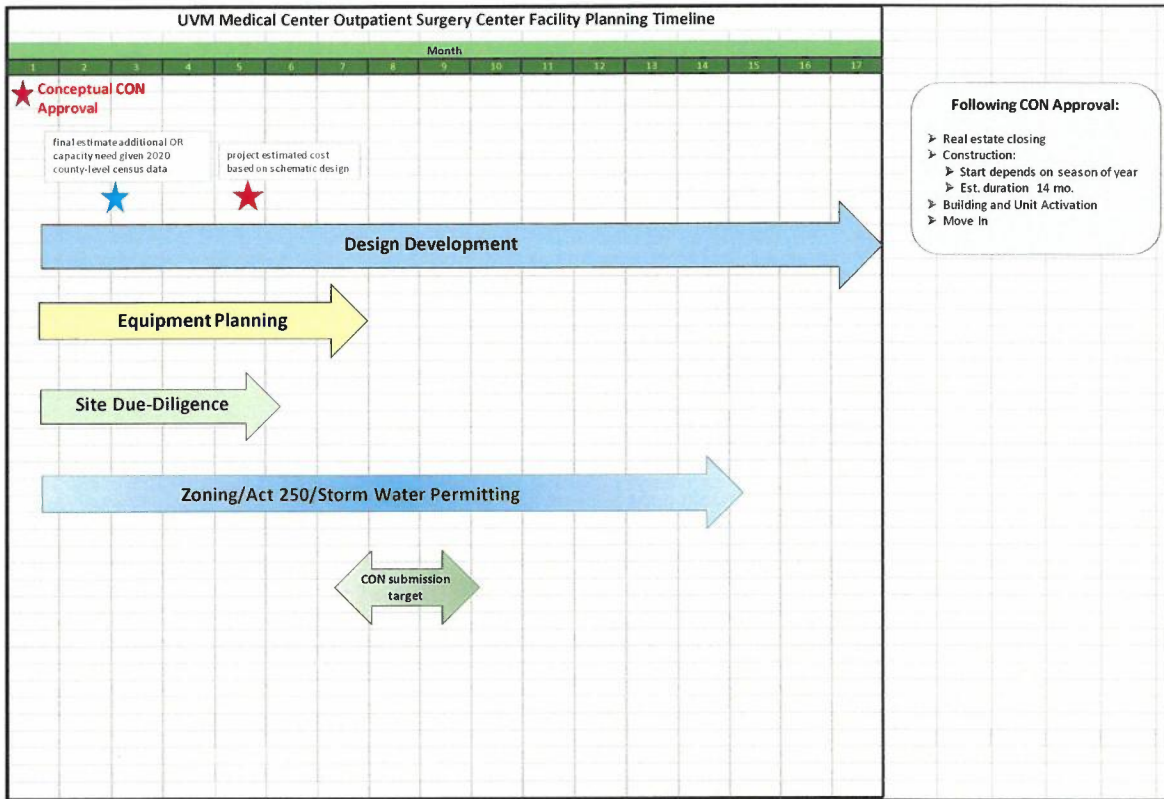 UVM Medical Center Outpatient Surgery Center Facility Planning Timeline
Month
1 2 3 4 5 6 7 8 9 10 11 12 13 14 15 16 17
Conceptual CON
Approval
final estimate additional OR
capacity need given 2020
county-level census data
project estimated cost
based on schematic design
Design Development
Equipment Planning
Site Due-Diligence
Zoning/Act 250/Storm Water Permitting
CON submission
target
Following CON Approval:
Real estate closing
Construction:
Start depends on season of year
Est. duration 14 mo.
Building and Unit Activation
Move In